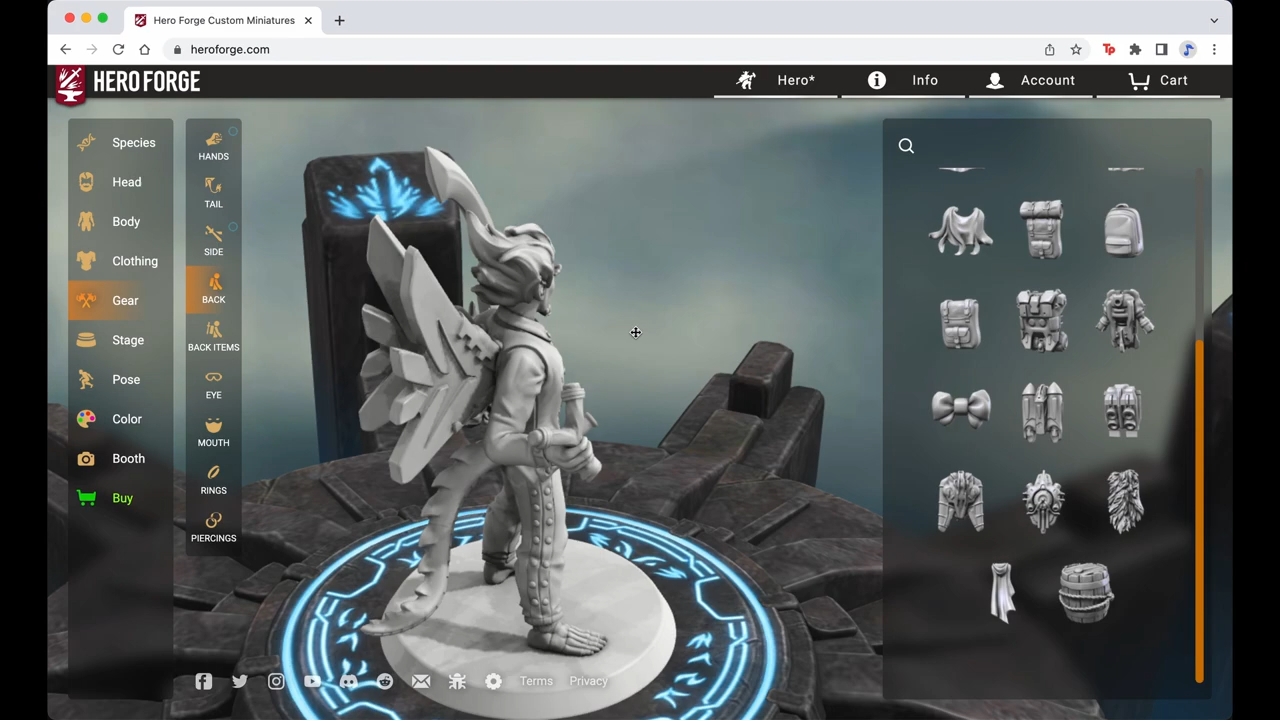 Hero Forge Custom Miniatures
heroforge.com
Tp
HERO FORGE
Hero*
Info
Account
Cart
Species
Head
Body
Clothing
Gear
Stage
Pose
Color
Booth
Buy
HANDS
TAIL
SIDE
BACK
BACK ITEMS
EYE
MOUTH
RINGS
PIERCINGS
Terms
Privacy